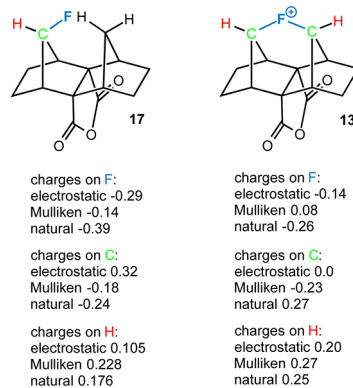 H F H H
C
O
O
O
17
H F⊕ H
C C
O
O
O
13
charges on F:
electrostatic -0.29
Mulliken -0.14
natural -0.39
charges on C:
electrostatic 0.32
Mulliken -0.18
natural -0.24
charges on H:
electrostatic 0.105
Mulliken 0.228
natural 0.176
charges on F:
electrostatic -0.14
Mulliken 0.08
natural -0.26
charges on C:
electrostatic 0.0
Mulliken -0.23
natural 0.27
charges on H:
electrostatic 0.20
Mulliken 0.27
natural 0.25